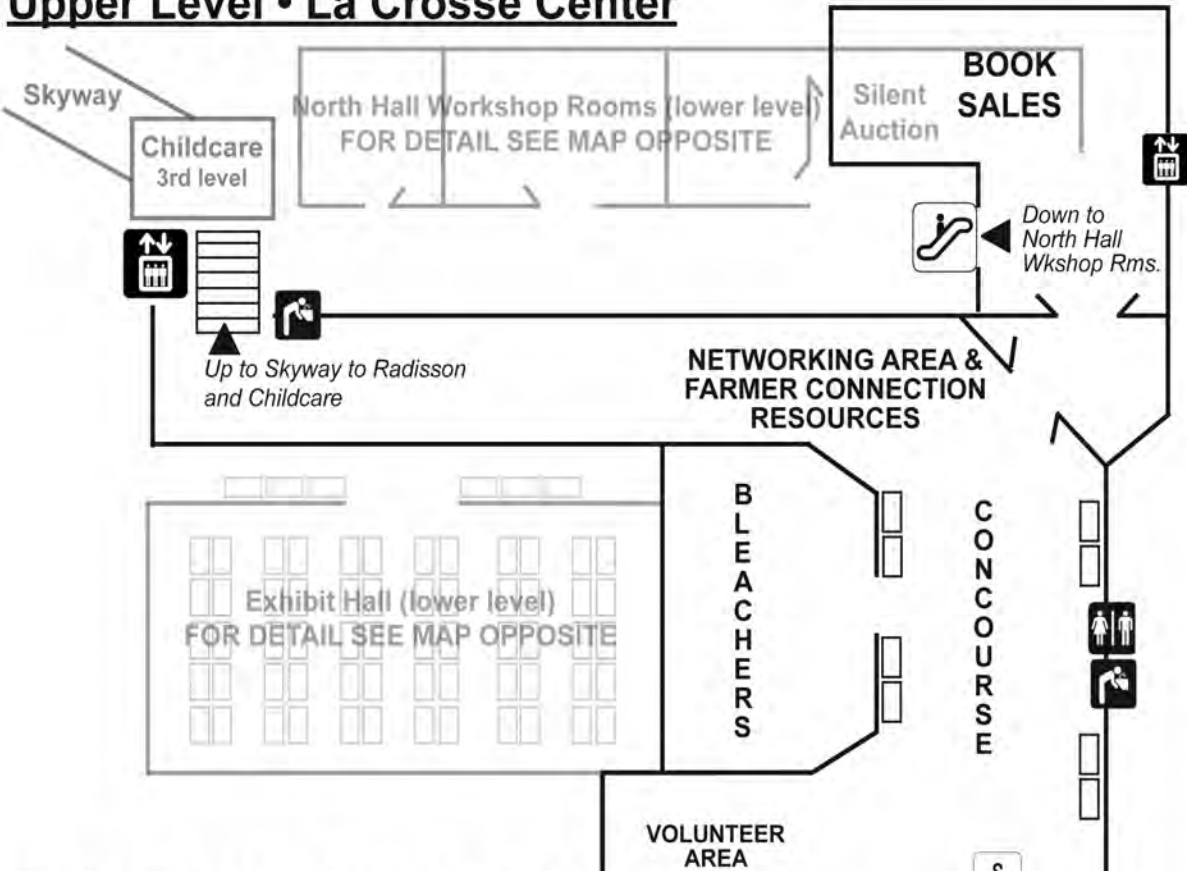 Upper Level • La Crosse Center
Skyway
Childcare
3rd level
North Hall Workshop Rooms (lower level)
FOR DETAIL SEE MAP OPPOSITE
Silent
Auction
BOOK
SALES
Down to
North Hall
Wkshop Rms.
Up to Skyway to Radisson
and Childcare
NETWORKING AREA &
FARMER CONNECTION
RESOURCES
Exhibit Hall (lower level)
FOR DETAIL SEE MAP OPPOSITE
BLEACHERS
CONCOURSE
VOLUNTEER
AREA